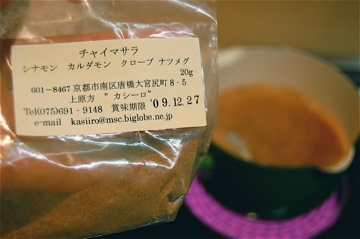 チャイマサラ
シナモン カルダモン クローブ ナツメグ
20g
601-8467 京都市南区唐橋大宮尻町8-5
上原方 “カシーロ”
Tel(075)691-9148 賞味期限 '09.12.27
e-mail kasiiro@msc.biglobe.ne.jp